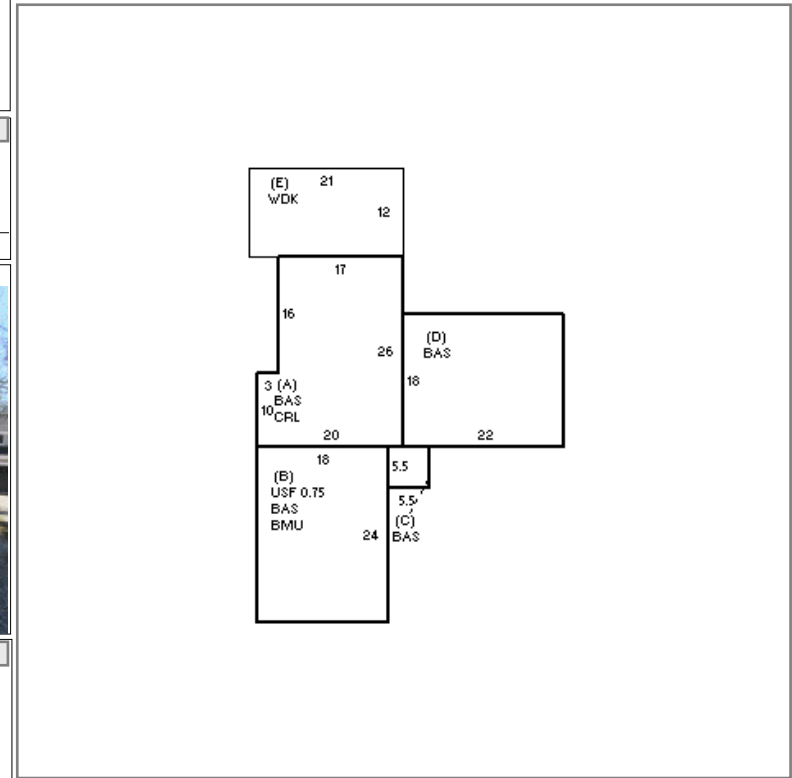 (E) 21
WDK
12
17
16
26
(D)
BAS
18
3 (A)
BAS
10 CRL
20
22
18
5.5
(B)
USF 0.75
BAS
BMU
5.5
(C)
BAS
24